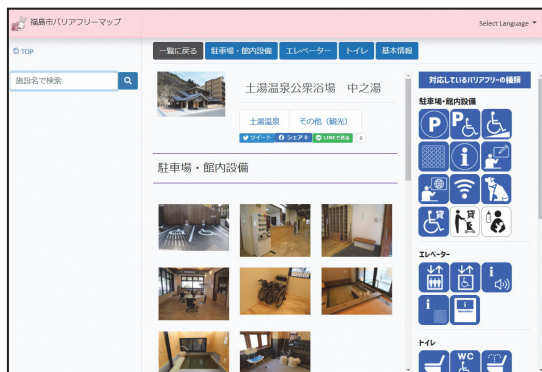 福島市バリアフリーマップ
Select Language
TOP
施設名で検索
一覧に戻る
駐車場・館内設備
エレベーター
トイレ
基本情報
土湯温泉公衆浴場 中之湯
土湯温泉
その他（観光）
ツイート
シェア 0
LINEで送る
0
駐車場・館内設備
対応しているバリアフリーの種類
駐車場・館内設備
P
P
i
貸
貸
エレベーター
i
i
トイレ
WC